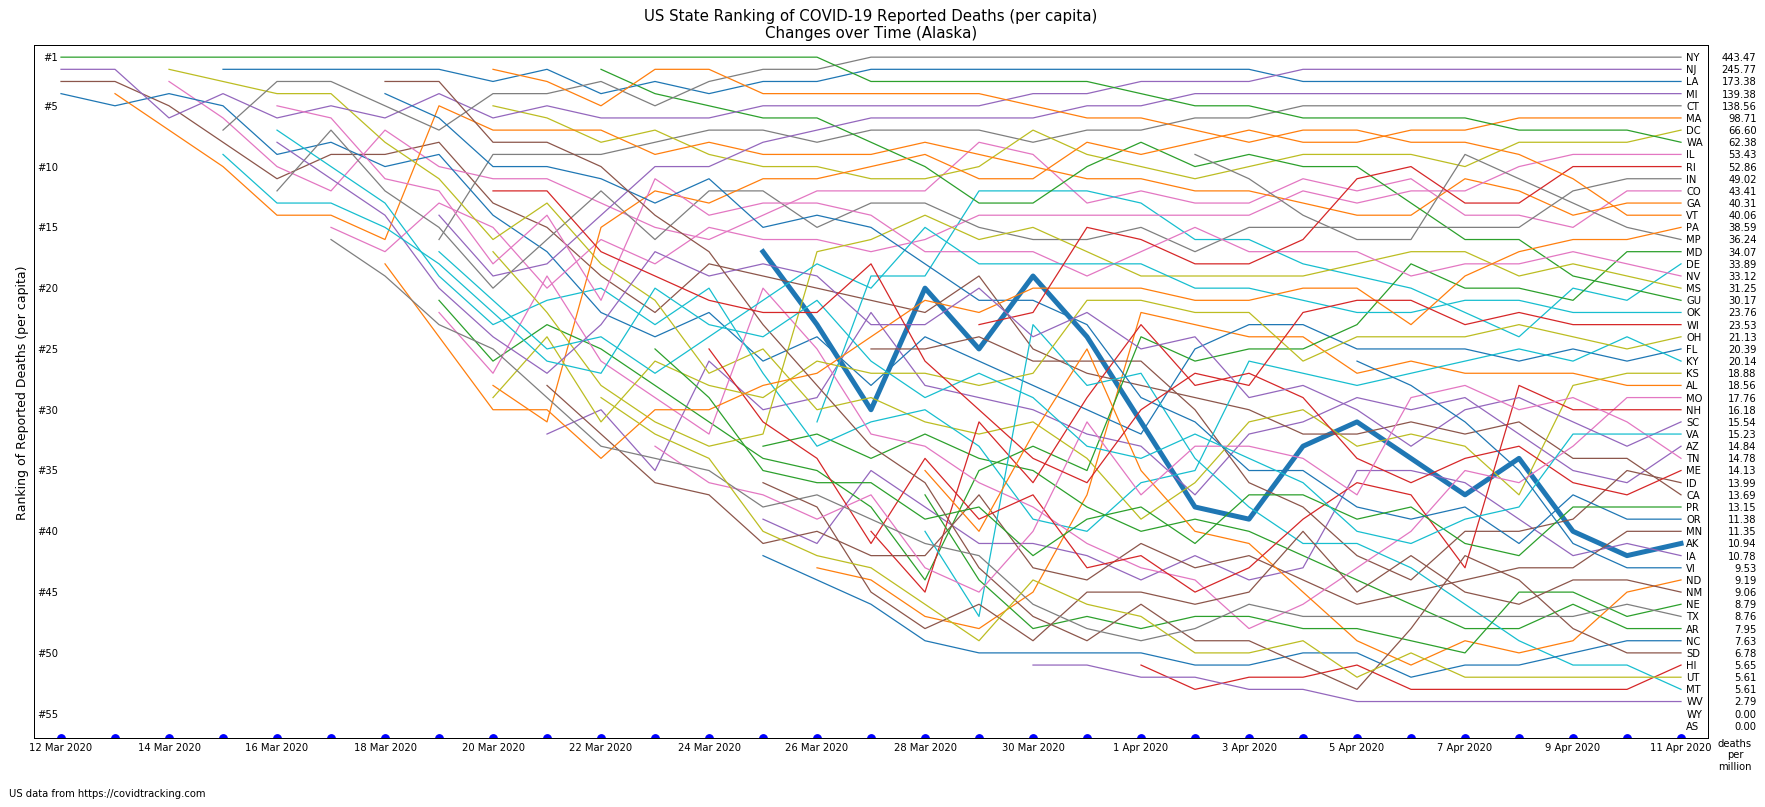 US State Ranking of COVID-19 Reported Deaths (per capita)
Changes over Time (Alaska)
Ranking of Reported Deaths (per capita)
#1
#5
#10
#15
#20
#25
#30
#35
#40
#45
#50
#55
NY 443.47
NJ 245.77
LA 173.38
MI 139.38
CT 138.56
MA 98.71
DC 66.60
WA 62.38
IL 53.43
RI 52.86
IN 49.02
CO 43.41
GA 40.31
VT 40.06
PA 38.59
MP 36.24
MD 34.07
DE 33.89
NV 33.12
MS 31.25
GU 30.17
OK 23.76
WI 23.53
OH 21.13
FL 20.39
KY 20.14
KS 18.88
AL 18.56
MO 17.76
NH 16.18
SC 15.54
VA 15.23
AZ 14.84
TN 14.78
ME 14.13
ID 13.99
CA 13.69
PR 13.15
OR 11.38
MN 11.35
AK 10.94
IA 10.78
VI 9.53
ND 9.19
NM 9.06
NE 8.79
TX 8.76
AR 7.95
NC 7.63
SD 6.78
HI 5.65
UT 5.61
MT 5.61
WV 2.79
WY 0.00
AS 0.00
12 Mar 2020 14 Mar 2020 16 Mar 2020 18 Mar 2020 20 Mar 2020 22 Mar 2020 24 Mar 2020 26 Mar 2020 28 Mar 2020 30 Mar 2020 1 Apr 2020 3 Apr 2020 5 Apr 2020 7 Apr 2020 9 Apr 2020 11 Apr 2020
deaths
per
million
US data from https://covidtracking.com